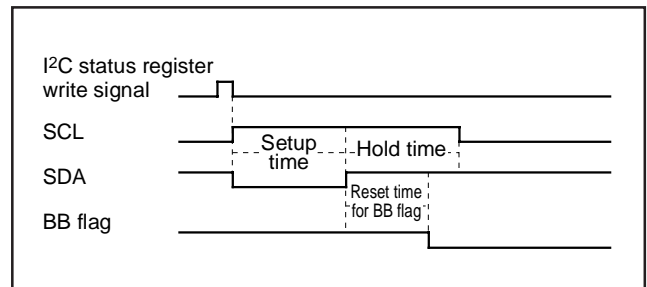 I²C status register
write signal
SCL
Setup
time
Hold time
SDA
Reset time
for BB flag
BB flag